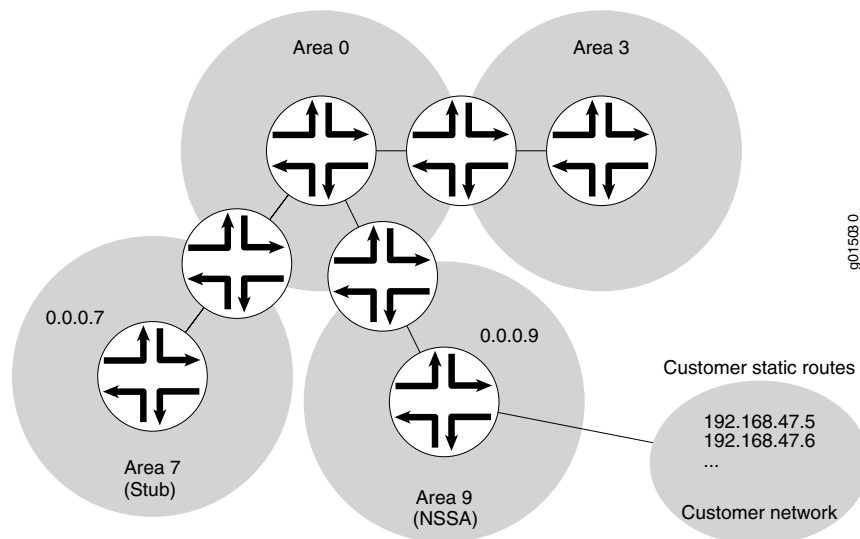 Area 0
Area 3
g015030
0.0.0.7
0.0.0.9
Customer static routes
192.168.47.5
192.168.47.6
...
Area 7
(Stub)
Area 9
(NSSA)
Customer network